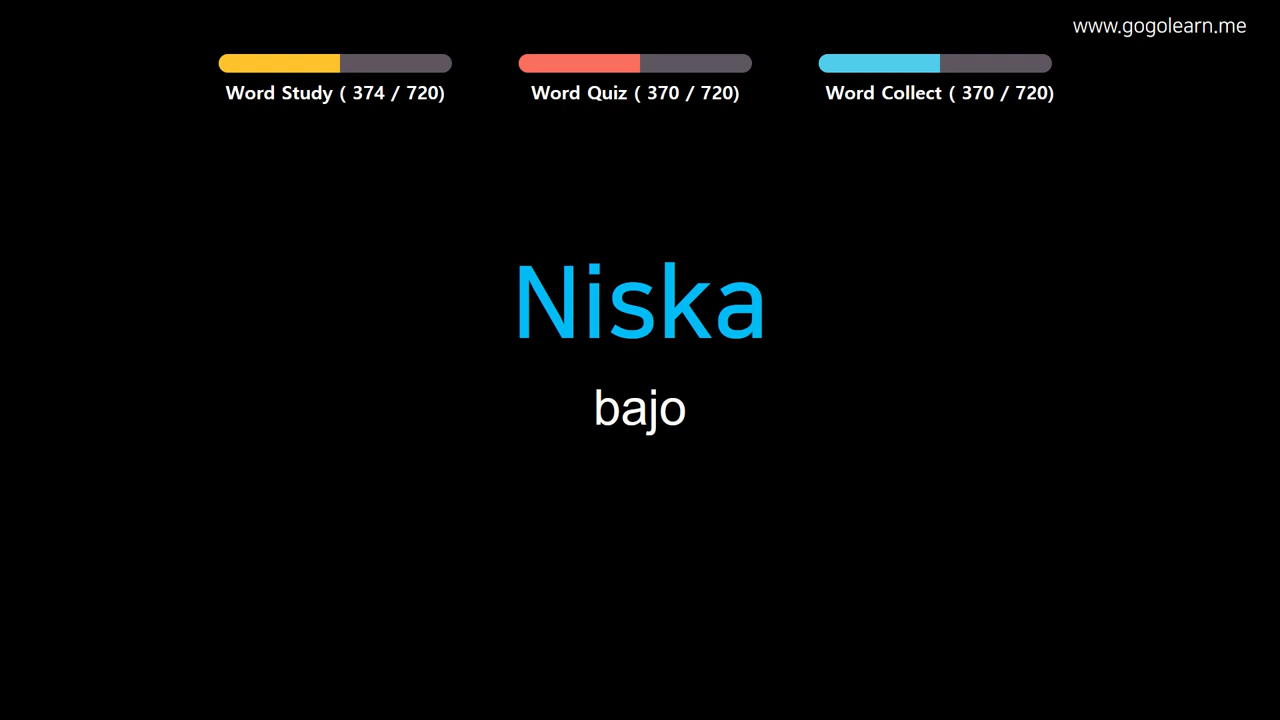 www.gogolearn.me
Word Study ( 374 / 720)
Word Quiz ( 370 / 720)
Word Collect ( 370 / 720)
Niska
bajo